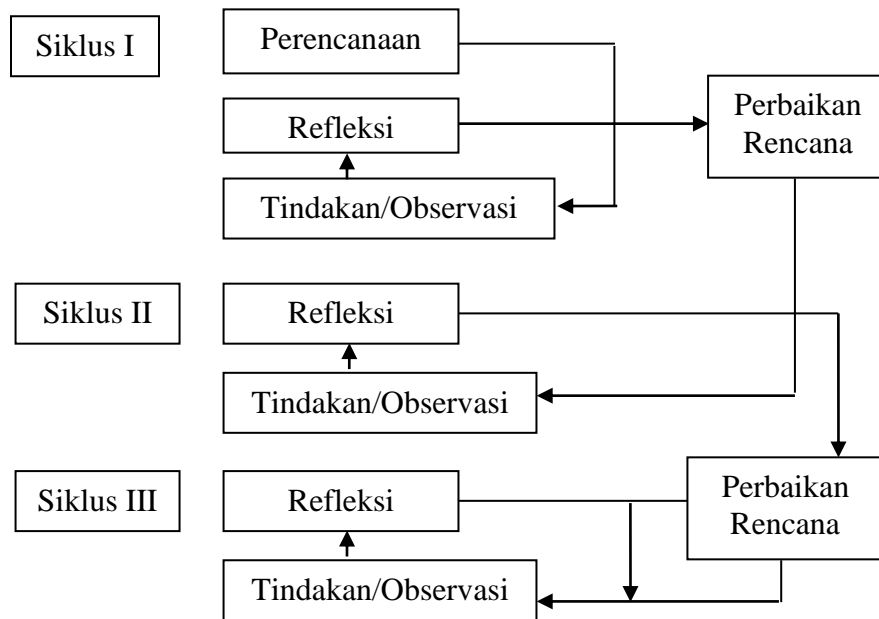 Siklus I
Perencanaan
Refleksi
Tindakan/Observasi
Perbaikan
Rencana
Siklus II
Refleksi
Tindakan/Observasi
Siklus III
Refleksi
Tindakan/Observasi
Perbaikan
Rencana